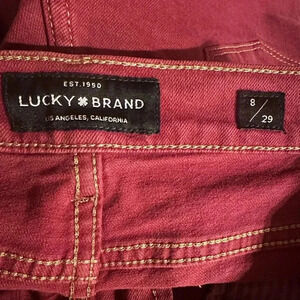 EST. 1990
LUCKY BRAND
LOS ANGELES, CALIFORNIA
8
/
29